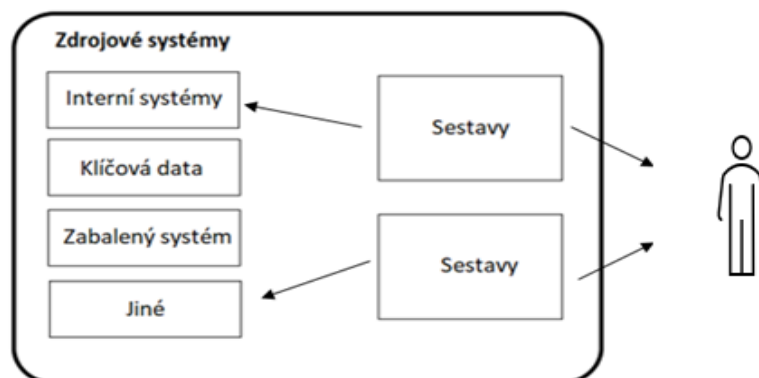 Zdrojové systémy
Interní systémy
Klíčová data
Zabalený systém
Jiné
Sestavy
Sestavy